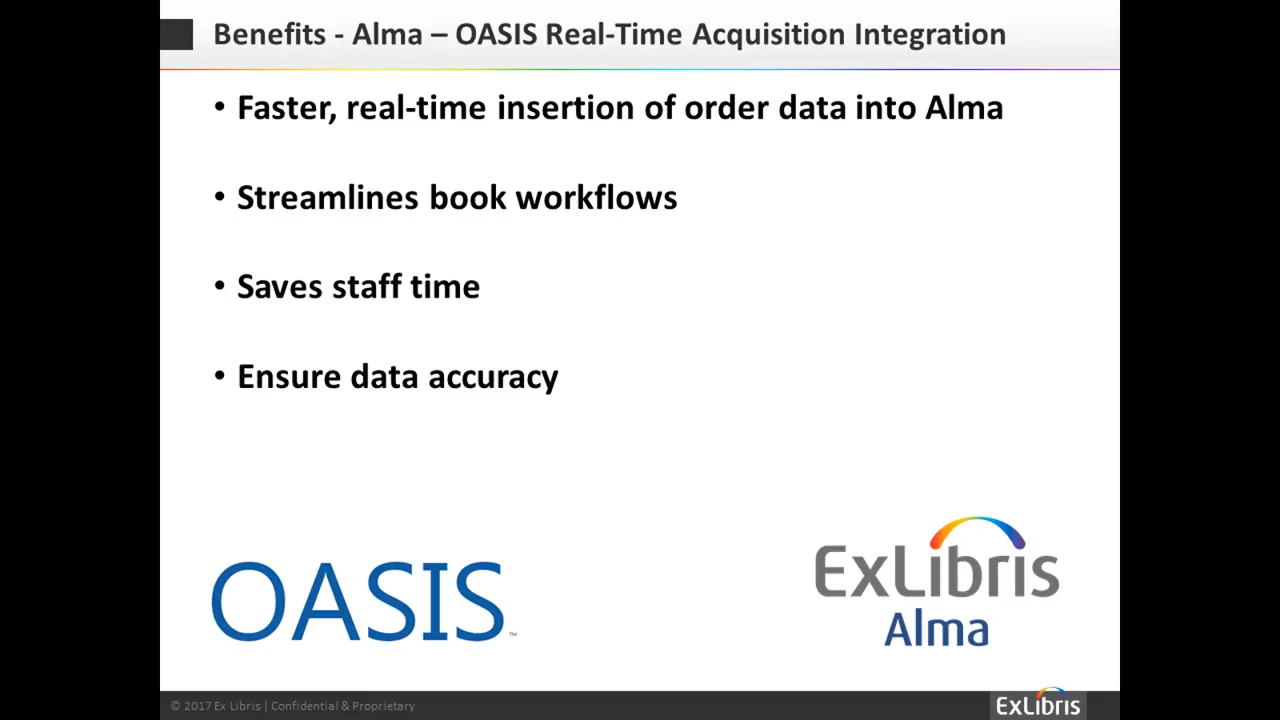 Benefits - Alma – OASIS Real-Time Acquisition Integration
• Faster, real-time insertion of order data into Alma
• Streamlines book workflows
• Saves staff time
• Ensure data accuracy
OASIS™
ExLibris
Alma
© 2017 Ex Libris | Confidential & Proprietary
ExLibris